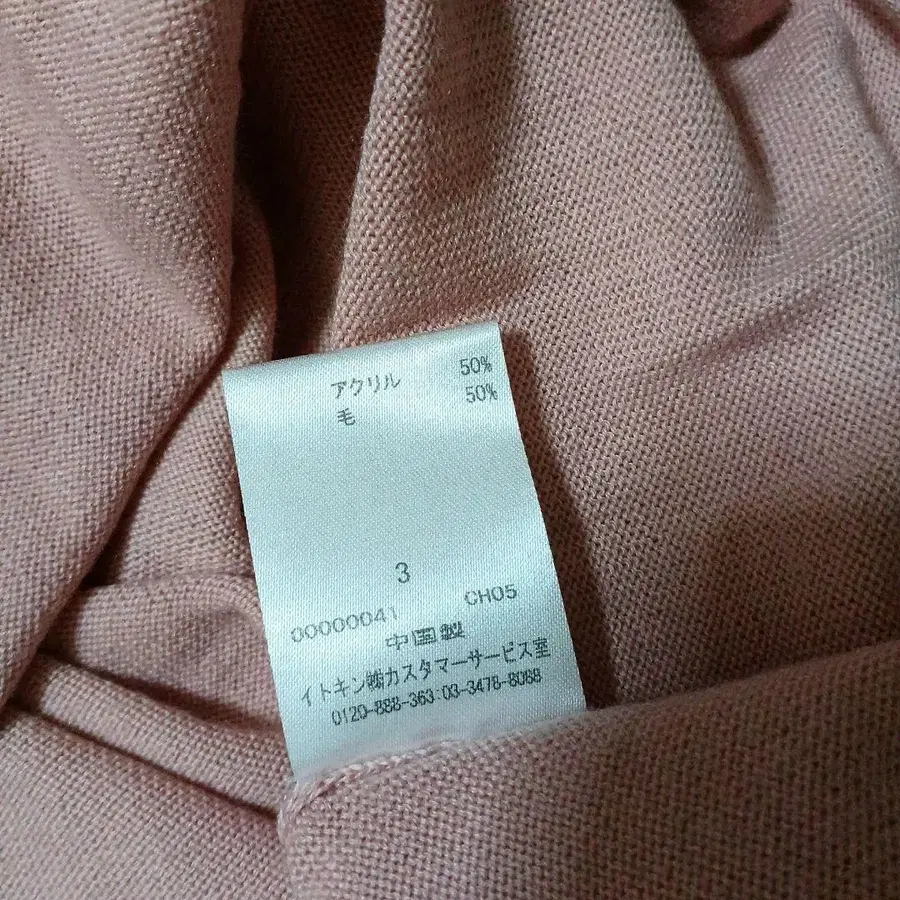 アクリル 50%
毛 50%
3
00000041 CH05
中国製
イトキン㈱カスタマーサービス室
0120-888-363:03-3478-8088